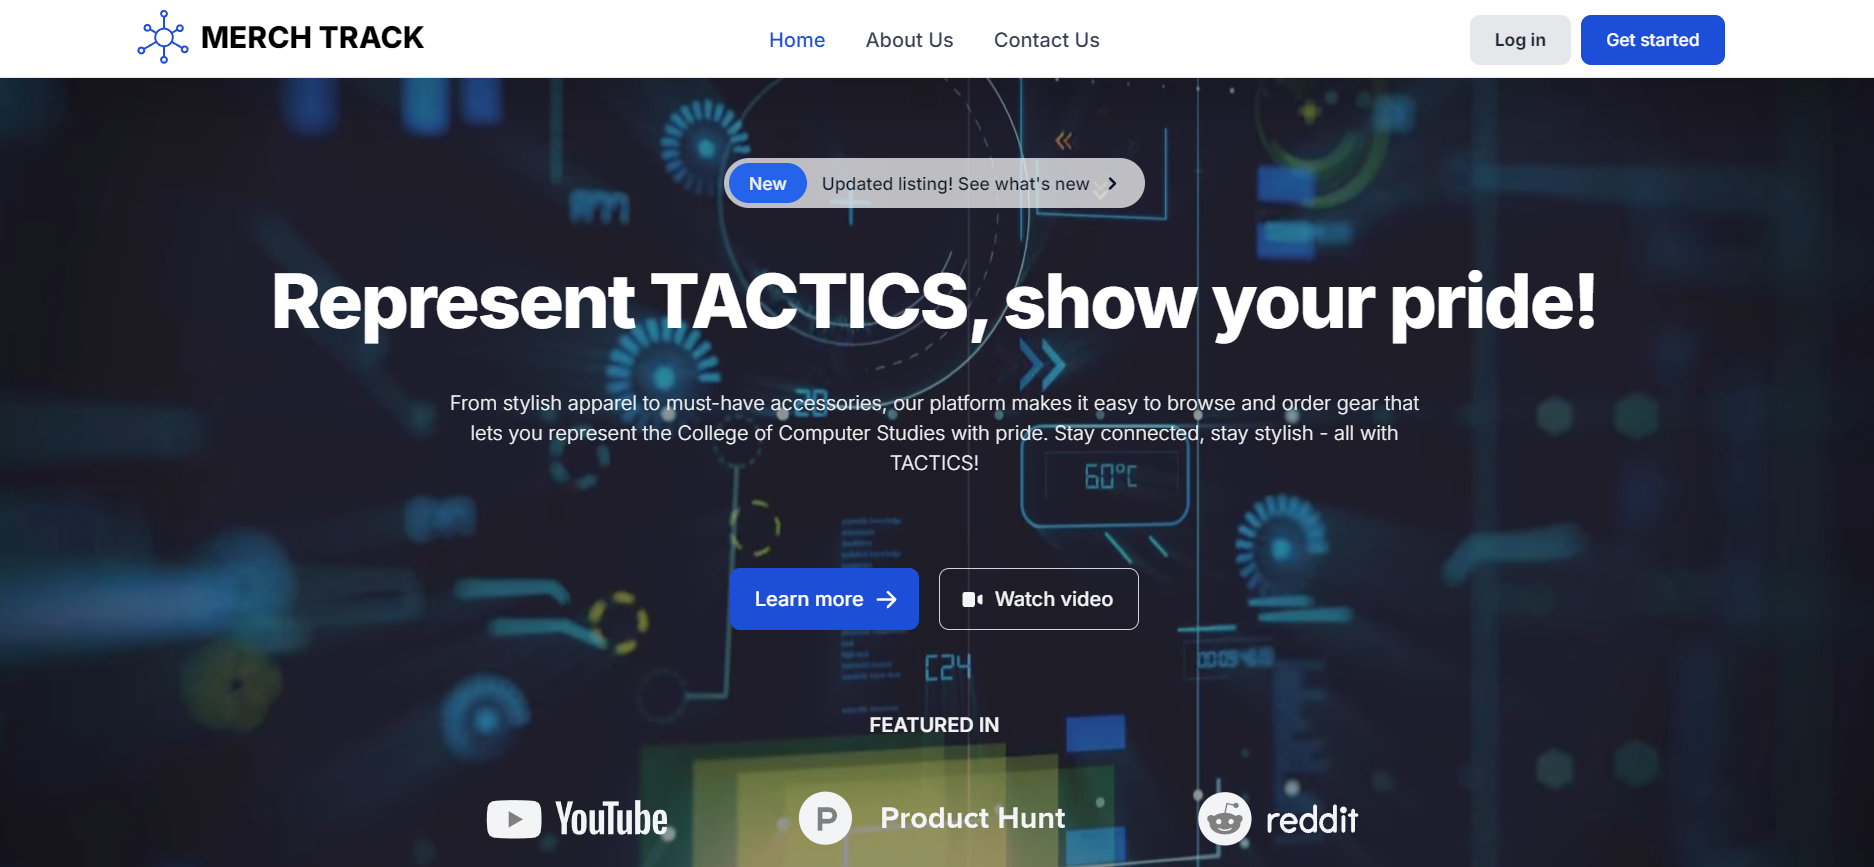 MERCH TRACK
Home
About Us
Contact Us
Log in
Get started
New
Updated listing! See what's new
Represent TACTICS, show your pride!
From stylish apparel to must-have accessories, our platform makes it easy to browse and order gear that
lets you represent the College of Computer Studies with pride. Stay connected, stay stylish - all with
TACTICS!
60°C
Learn more
Watch video
C24
FEATURED IN
YouTube
P
Product Hunt
reddit